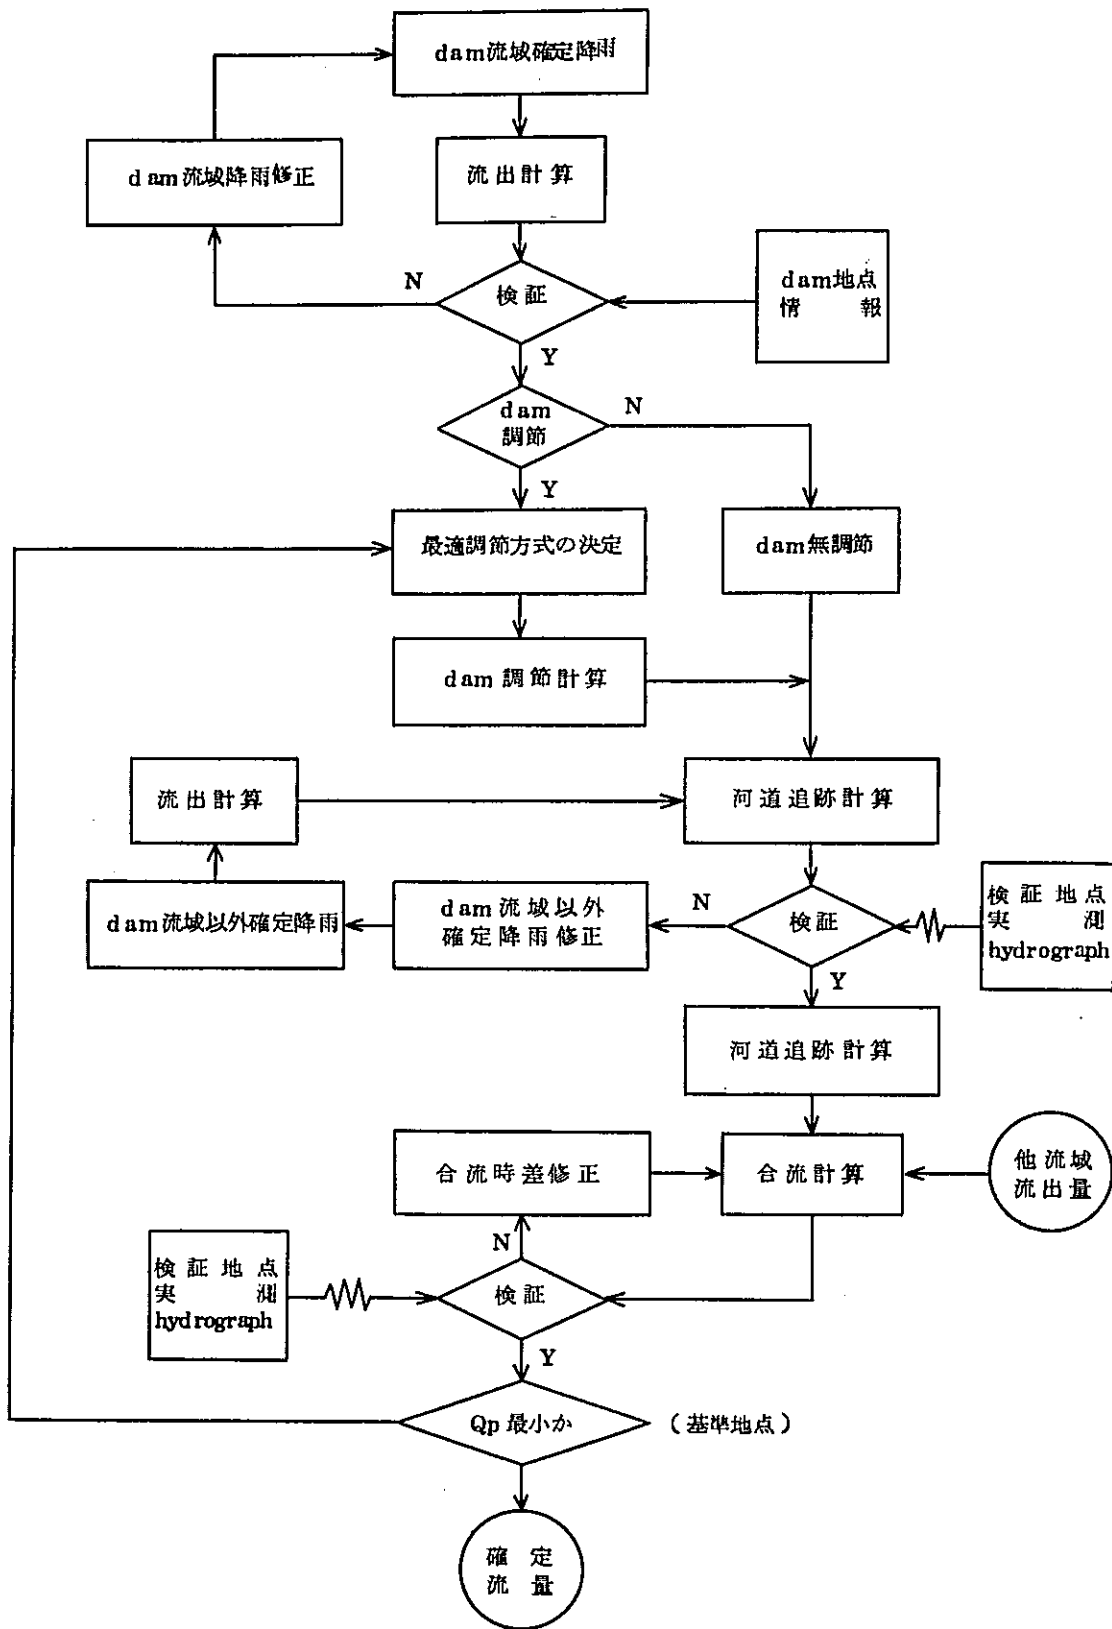 dam流域確定降雨
dam流域降雨修正
流出計算
N
検証
dam地点
情報
Y
dam
調節
N
Y
最適調節方式の決定
dam無調節
dam調節計算
流出計算
河道追跡計算
dam流域以外確定降雨
dam流域以外
確定降雨修正
N
検証
検証地点
実測
hydrograph
Y
河道追跡計算
合流時差修正
合流計算
他流域
流出量
N
検証地点
実測
hydrograph
検証
Y
Qp最小か
(基準地点)
確定
流量